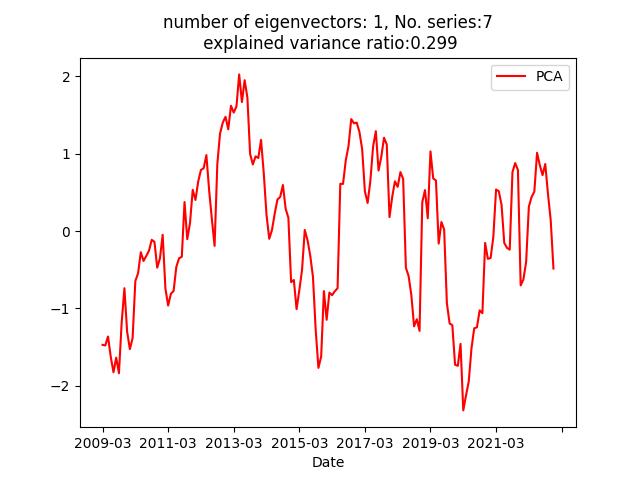 number of eigenvectors: 1, No. series:7
explained variance ratio:0.299
PCA
2
1
0
−1
−2
2009-03 2011-03 2013-03 2015-03 2017-03 2019-03 2021-03
Date